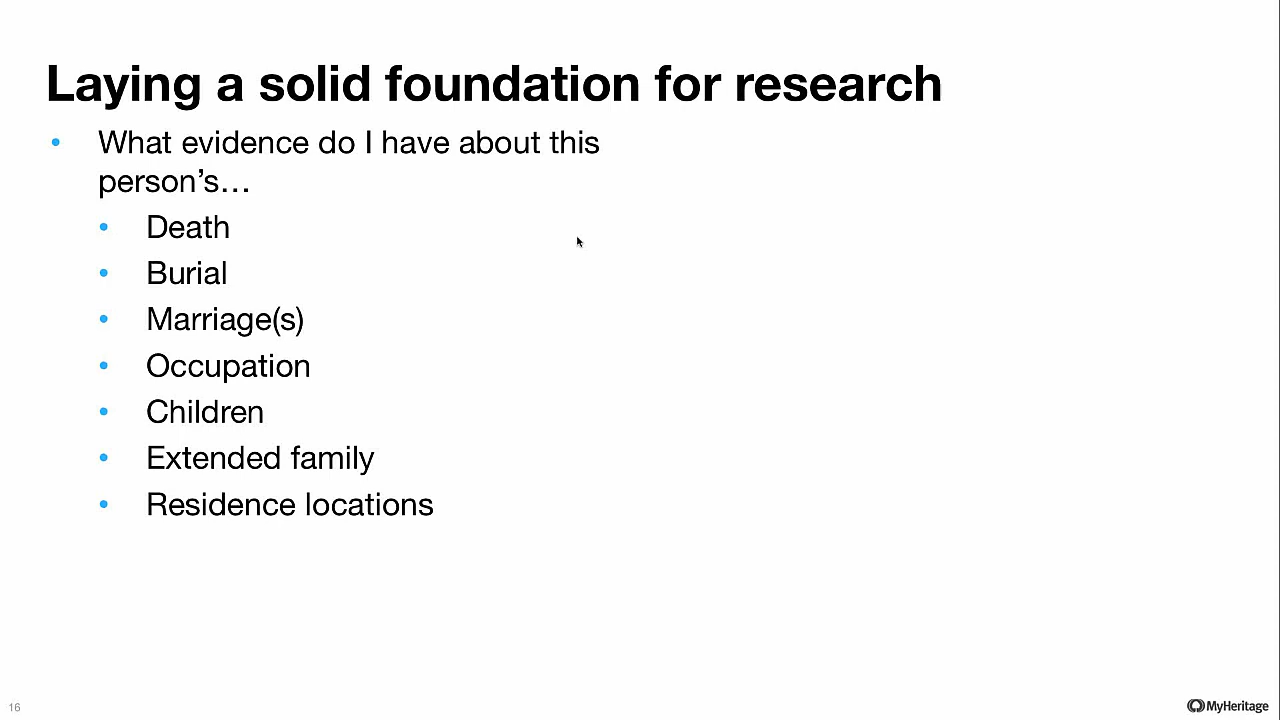 Laying a solid foundation for research
• What evidence do I have about this
person’s…
• Death
• Burial
• Marriage(s)
• Occupation
• Children
• Extended family
• Residence locations
16
MyHeritage